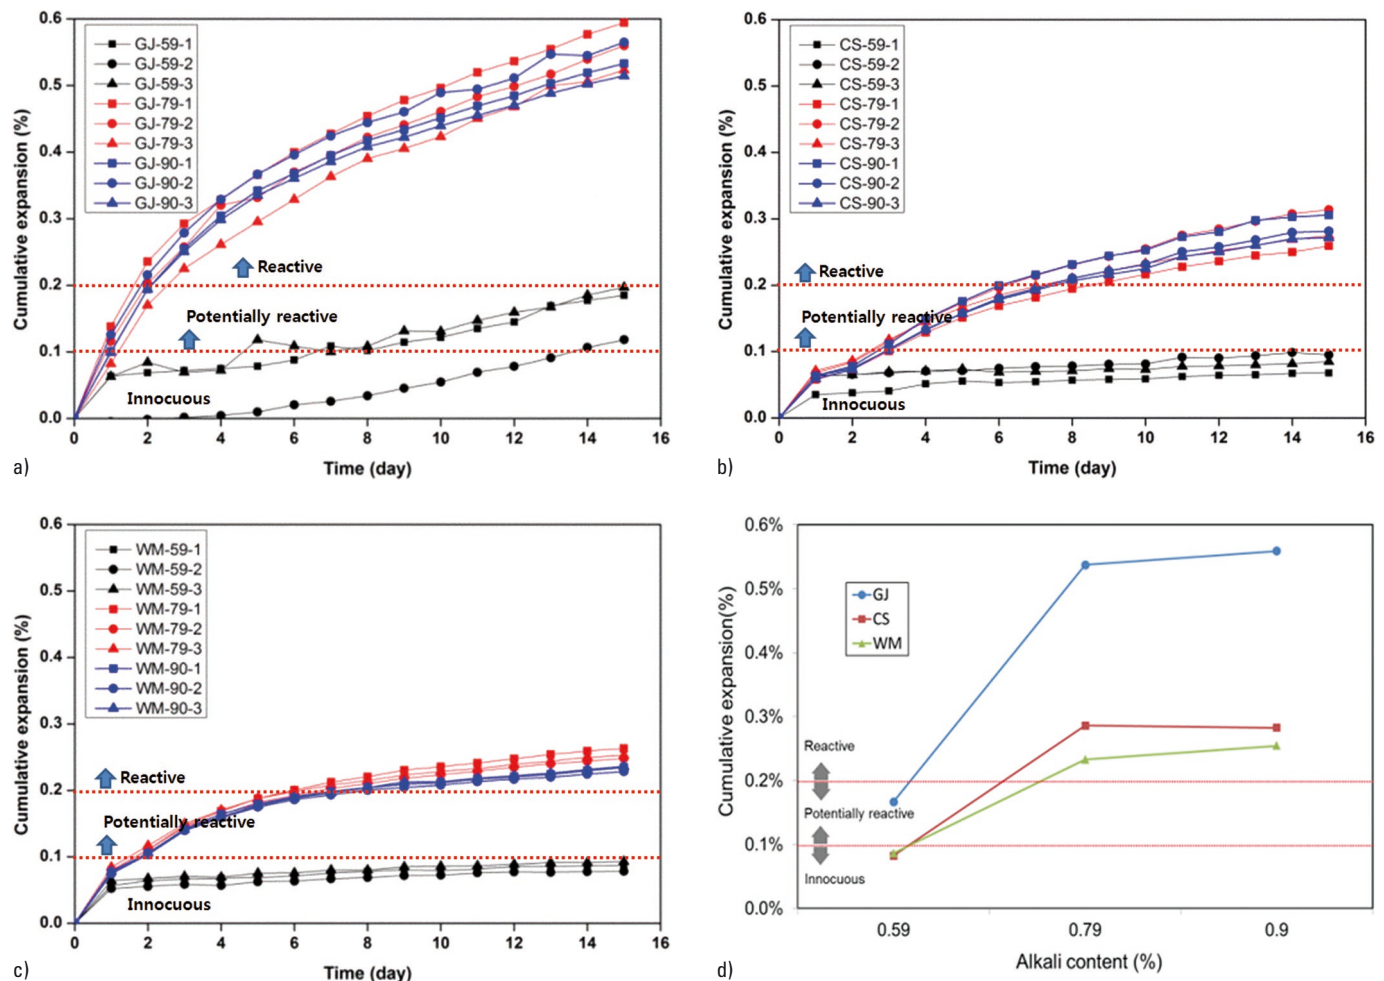 0.6
0.5
0.4
0.3
0.2
0.1
0.0
Cumulative expansion (%)
GJ-59-1
GJ-59-2
GJ-59-3
GJ-79-1
GJ-79-2
GJ-79-3
GJ-90-1
GJ-90-2
GJ-90-3
Reactive
Potentially reactive
Innocuous
0 2 4 6 8 10 12 14 16
Time (day)
a)
0.6
0.5
0.4
0.3
0.2
0.1
0.0
Cumulative expansion (%)
CS-59-1
CS-59-2
CS-59-3
CS-79-1
CS-79-2
CS-79-3
CS-90-1
CS-90-2
CS-90-3
Reactive
Potentially reactive
Innocuous
0 2 4 6 8 10 12 14 16
Time (day)
b)
0.6
0.5
0.4
0.3
0.2
0.1
0.0
Cumulative expansion (%)
WM-59-1
WM-59-2
WM-59-3
WM-79-1
WM-79-2
WM-79-3
WM-90-1
WM-90-2
WM-90-3
Reactive
Potentially reactive
Innocuous
0 2 4 6 8 10 12 14 16
Time (day)
c)
0.6%
0.5%
0.4%
0.3%
0.2%
0.1%
0.0%
Cumulative expansion(%)
GJ
CS
WM
Reactive
Potentially reactive
Innocuous
0.59 0.79 0.9
Alkali content (%)
d)